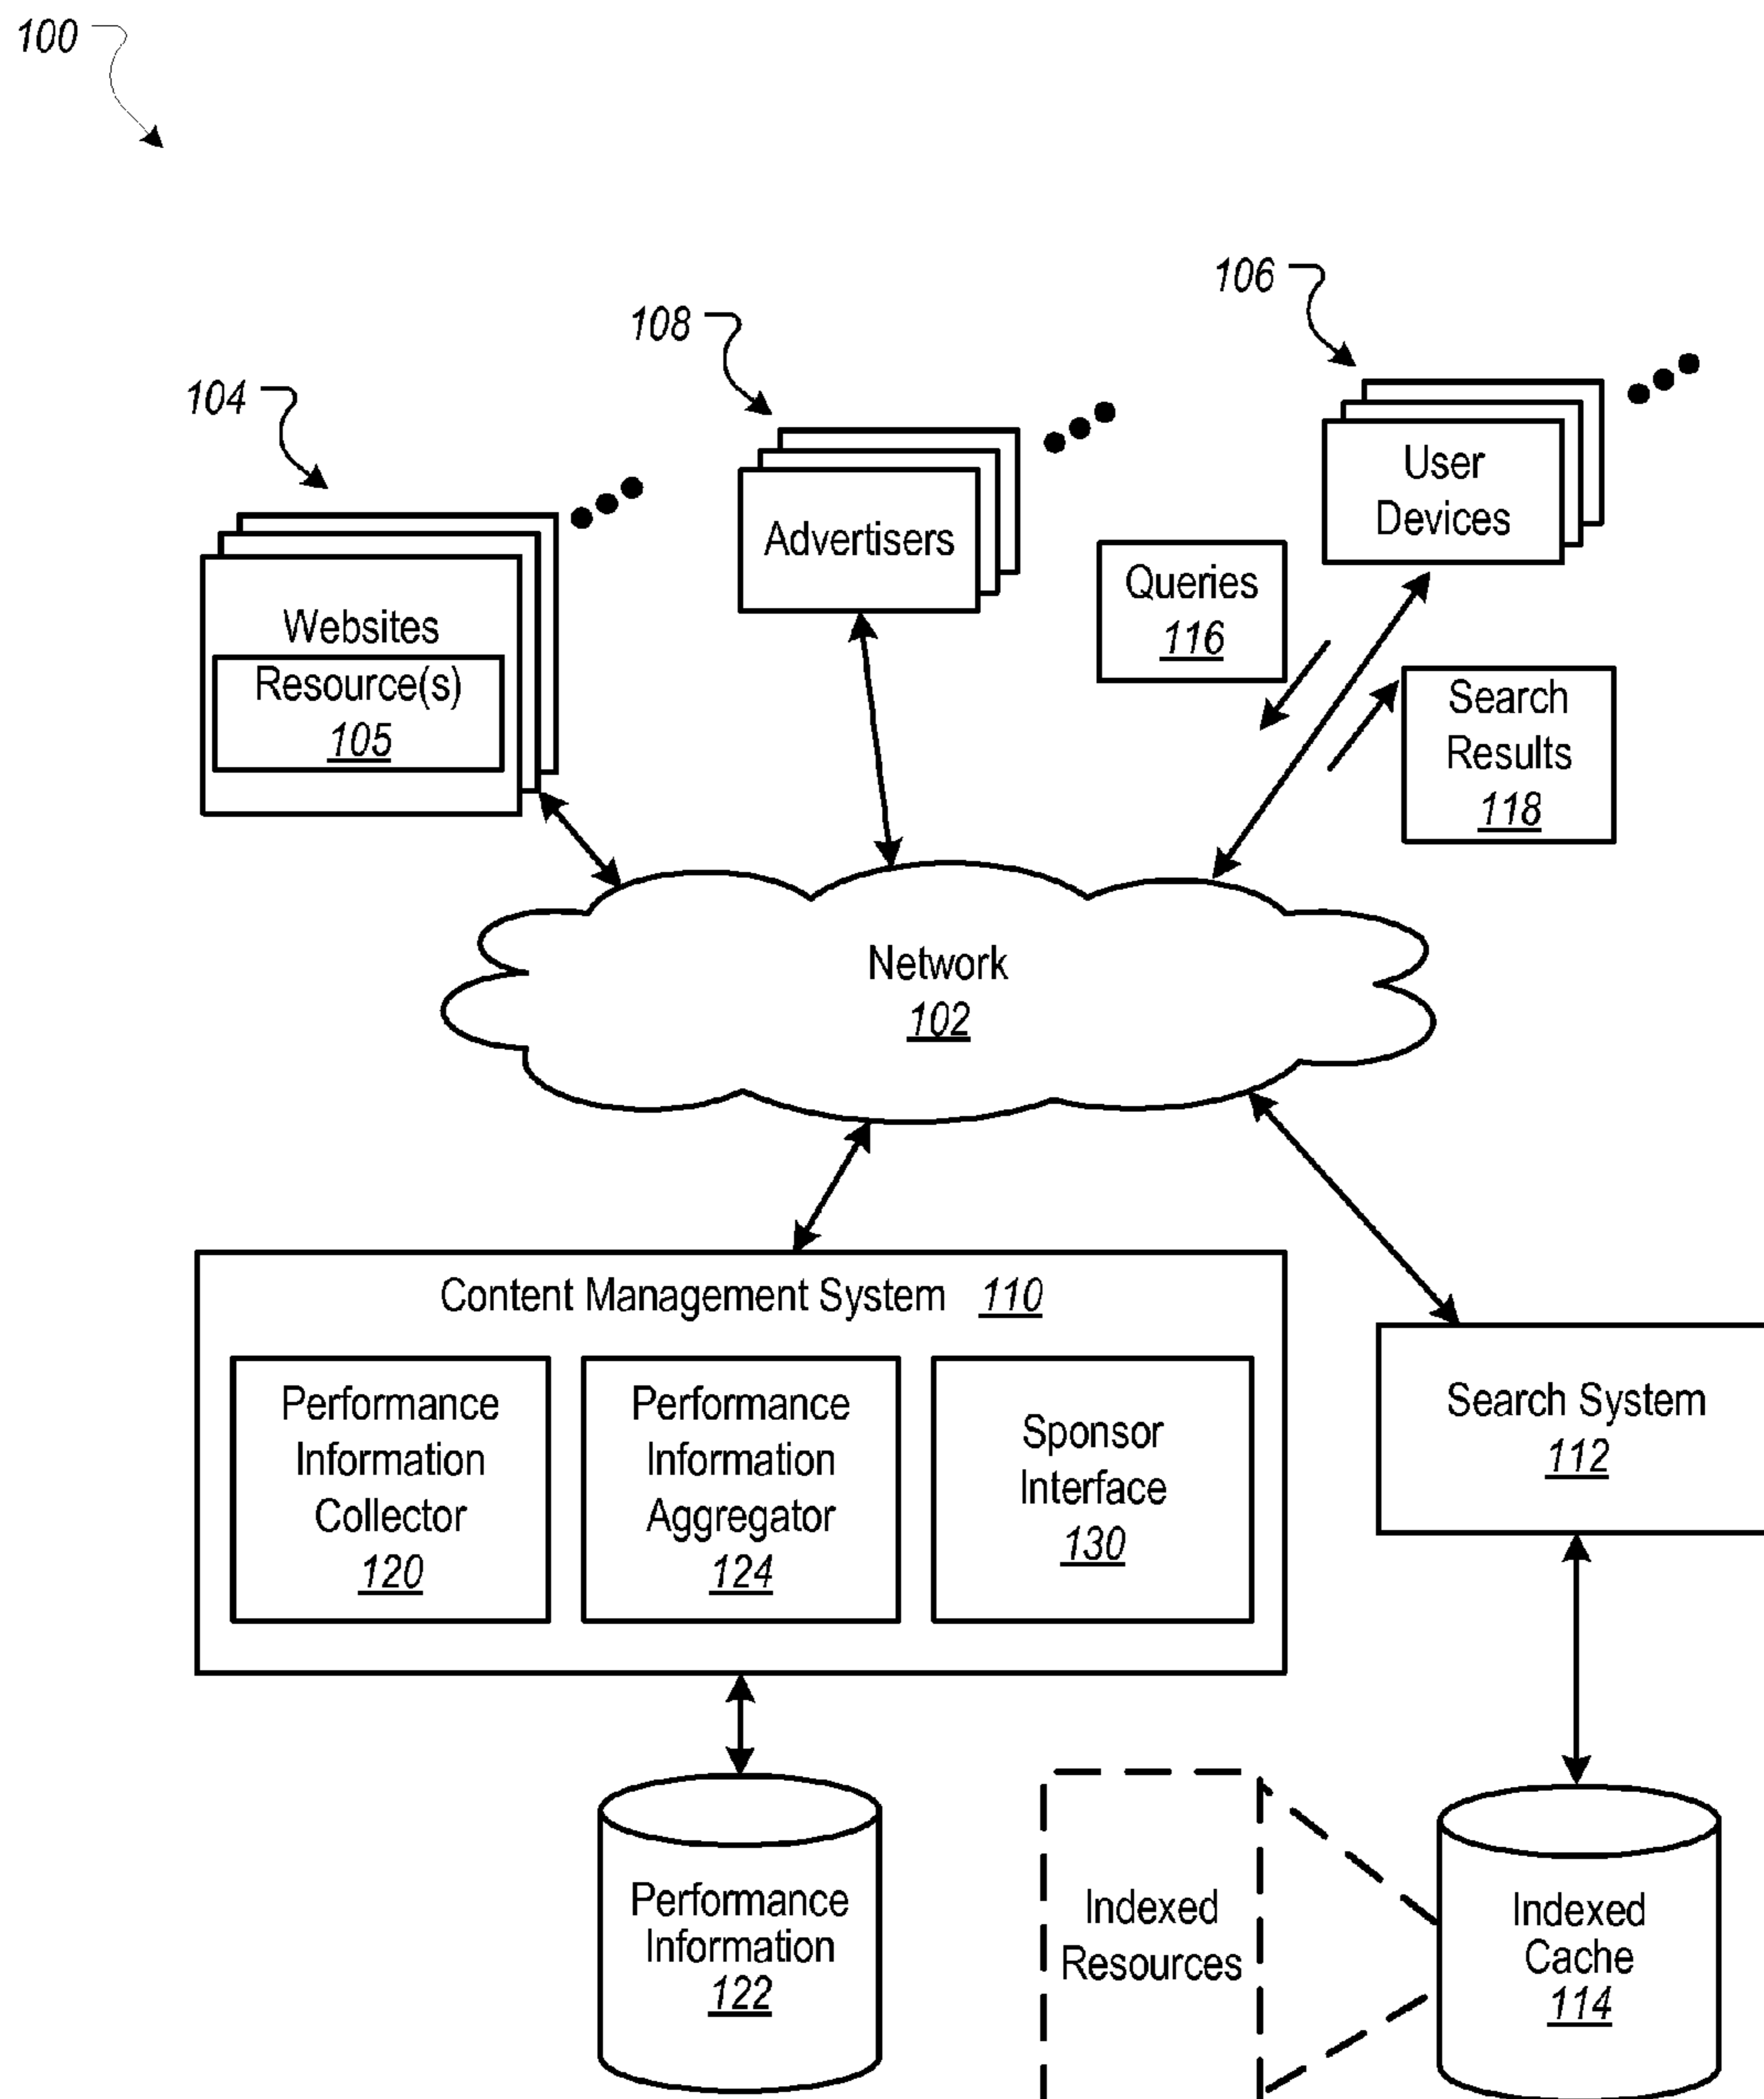 100
106
108
104
User
Devices
Advertisers
Queries
116
Websites
Resource(s)
105
Search
Results
118
Network
102
Content Management System 110
Performance
Information
Collector
120
Performance
Information
Aggregator
124
Sponsor
Interface
130
Search System
112
Performance
Information
122
Indexed
Resources
Indexed
Cache
114